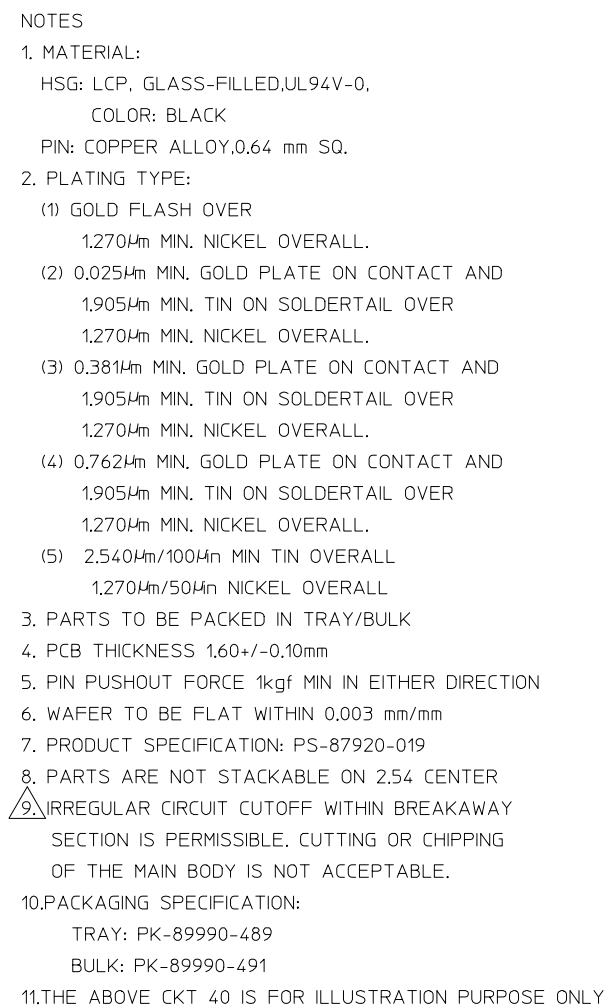 NOTES
1. MATERIAL:
HSG: LCP, GLASS-FILLED,UL94V-0,
COLOR: BLACK
PIN: COPPER ALLOY,0.64 mm SQ.
2. PLATING TYPE:
(1) GOLD FLASH OVER
1.270µm MIN. NICKEL OVERALL.
(2) 0.025µm MIN. GOLD PLATE ON CONTACT AND
1.905µm MIN. TIN ON SOLDERTAIL OVER
1.270µm MIN. NICKEL OVERALL.
(3) 0.381µm MIN. GOLD PLATE ON CONTACT AND
1.905µm MIN. TIN ON SOLDERTAIL OVER
1.270µm MIN. NICKEL OVERALL.
(4) 0.762µm MIN. GOLD PLATE ON CONTACT AND
1.905µm MIN. TIN ON SOLDERTAIL OVER
1.270µm MIN. NICKEL OVERALL.
(5) 2.540µm/100µin MIN TIN OVERALL
1.270µm/50µin NICKEL OVERALL
3. PARTS TO BE PACKED IN TRAY/BULK
4. PCB THICKNESS 1.60+/-0.10mm
5. PIN PUSHOUT FORCE 1kgf MIN IN EITHER DIRECTION
6. WAFER TO BE FLAT WITHIN 0.003 mm/mm
7. PRODUCT SPECIFICATION: PS-87920-019
8. PARTS ARE NOT STACKABLE ON 2.54 CENTER
9. IRREGULAR CIRCUIT CUTOFF WITHIN BREAKAWAY
SECTION IS PERMISSIBLE. CUTTING OR CHIPPING
OF THE MAIN BODY IS NOT ACCEPTABLE.
10.PACKAGING SPECIFICATION:
TRAY: PK-89990-489
BULK: PK-89990-491
11.THE ABOVE CKT 40 IS FOR ILLUSTRATION PURPOSE ONLY